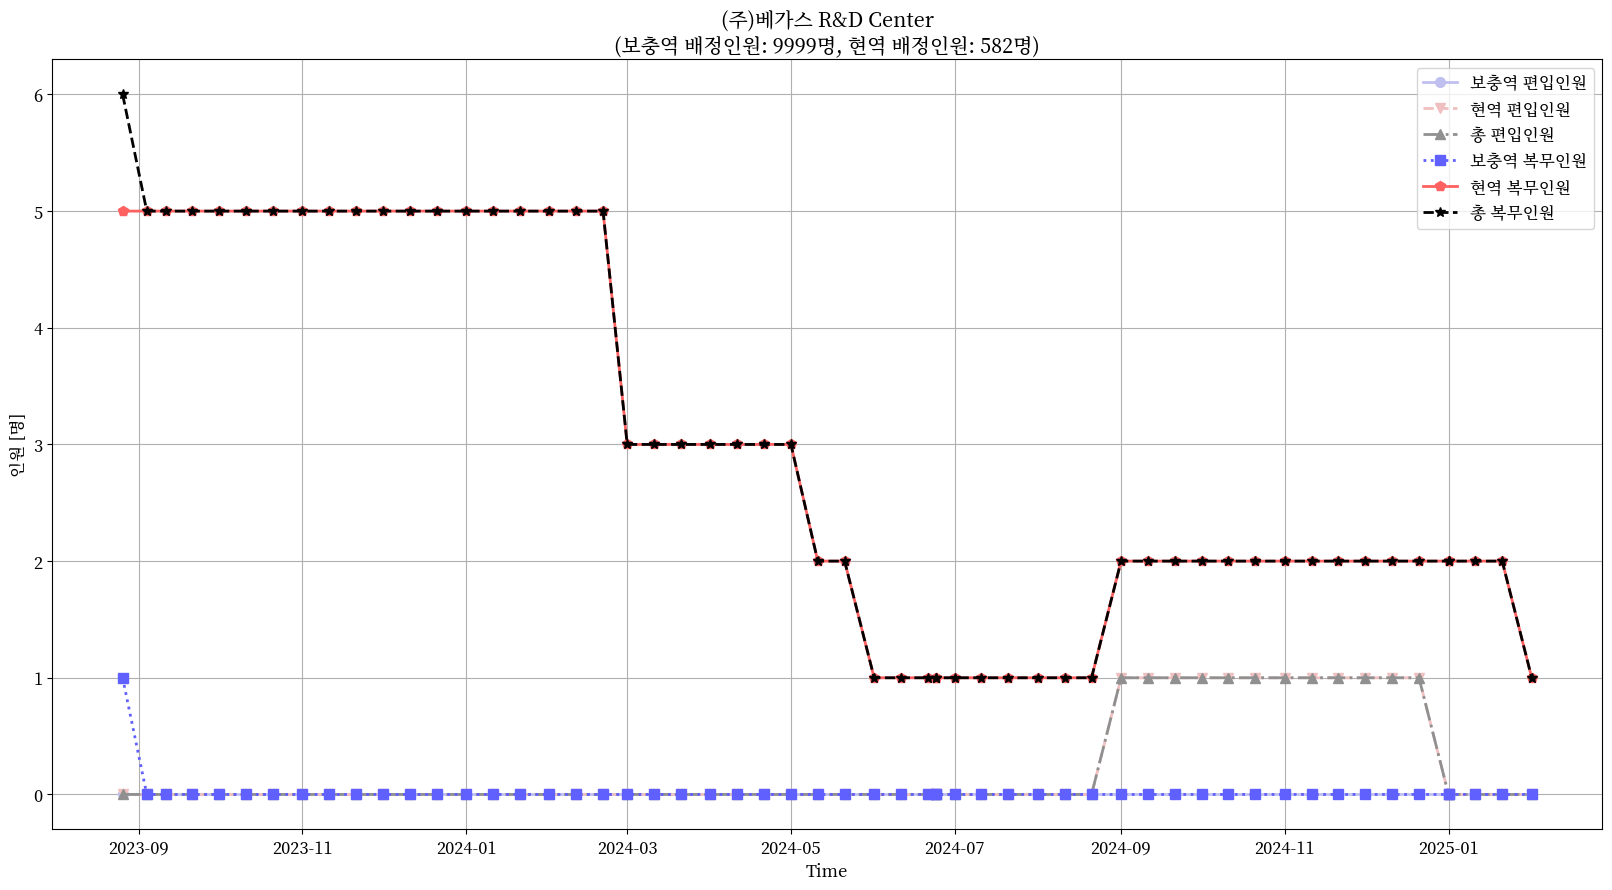 (주)베가스 R&D Center
(보충역 배정인원: 9999명, 현역 배정인원: 582명)
보충역 편입인원
현역 편입인원
총 편입인원
보충역 복무인원
현역 복무인원
총 복무인원
인원 [명]
6
5
4
3
2
1
0
2023-09
2023-11
2024-01
2024-03
2024-05
2024-07
2024-09
2024-11
2025-01
Time